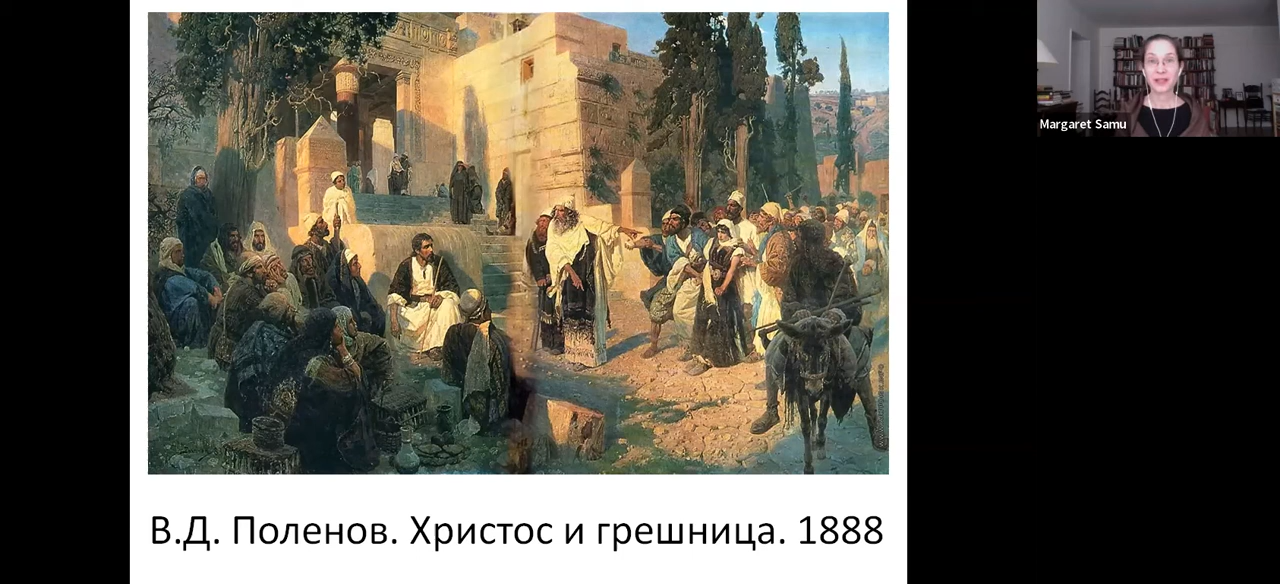 Margaret Samu
В.Д. Поленов. Христос и грешница. 1888